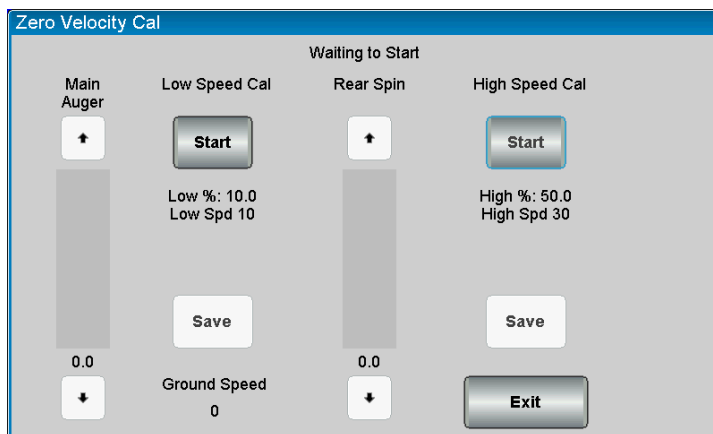 Zero Velocity Cal
Waiting to Start
Main
Auger
Low Speed Cal
Rear Spin
High Speed Cal
Start
Start
Low %: 10.0
Low Spd 10
High %: 50.0
High Spd 30
Save
Save
0.0
0.0
Ground Speed
0
Exit